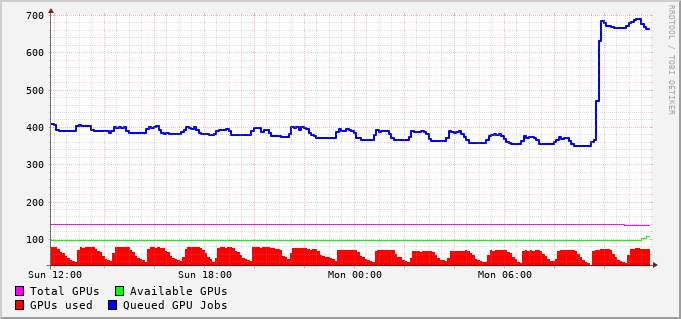 700
600
500
400
300
200
100
Sun 12:00 Sun 18:00 Mon 00:00 Mon 06:00
Total GPUs Available GPUs
GPUs used Queued GPU Jobs
RRDTOOL / TOBI OETIKER